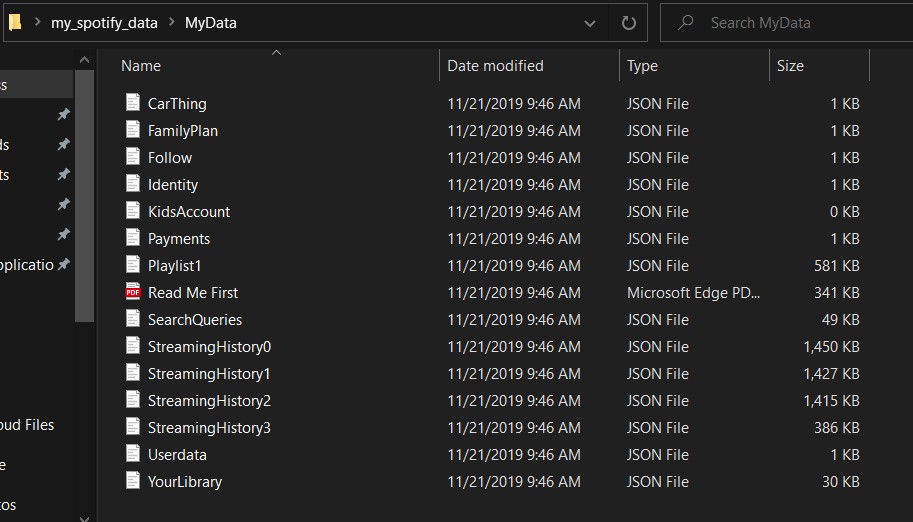 my_spotify_data > MyData Search MyData
Name Date modified Type Size
CarThing 11/21/2019 9:46 AM JSON File 1 KB
FamilyPlan 11/21/2019 9:46 AM JSON File 1 KB
Follow 11/21/2019 9:46 AM JSON File 1 KB
Identity 11/21/2019 9:46 AM JSON File 1 KB
KidsAccount 11/21/2019 9:46 AM JSON File 0 KB
Payments 11/21/2019 9:46 AM JSON File 1 KB
pplicatio Playlist1 11/21/2019 9:46 AM JSON File 581 KB
PDF Read Me First 11/21/2019 9:46 AM Microsoft Edge PD... 341 KB
SearchQueries 11/21/2019 9:46 AM JSON File 49 KB
StreamingHistory0 11/21/2019 9:46 AM JSON File 1,450 KB
StreamingHistory1 11/21/2019 9:46 AM JSON File 1,427 KB
StreamingHistory2 11/21/2019 9:46 AM JSON File 1,415 KB
oud Files StreamingHistory3 11/21/2019 9:46 AM JSON File 386 KB
Userdata 11/21/2019 9:46 AM JSON File 1 KB
YourLibrary 11/21/2019 9:46 AM JSON File 30 KB